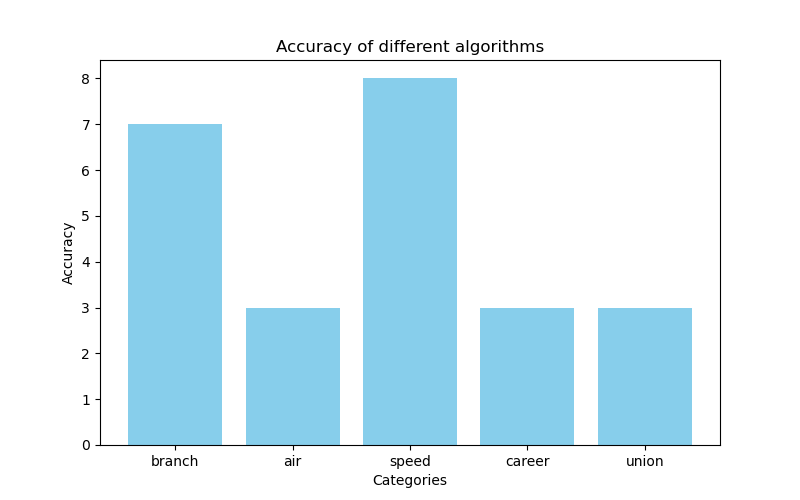 Accuracy of different algorithms
8
7
6
5
4
3
2
1
0
Accuracy
branch air speed career union
Categories